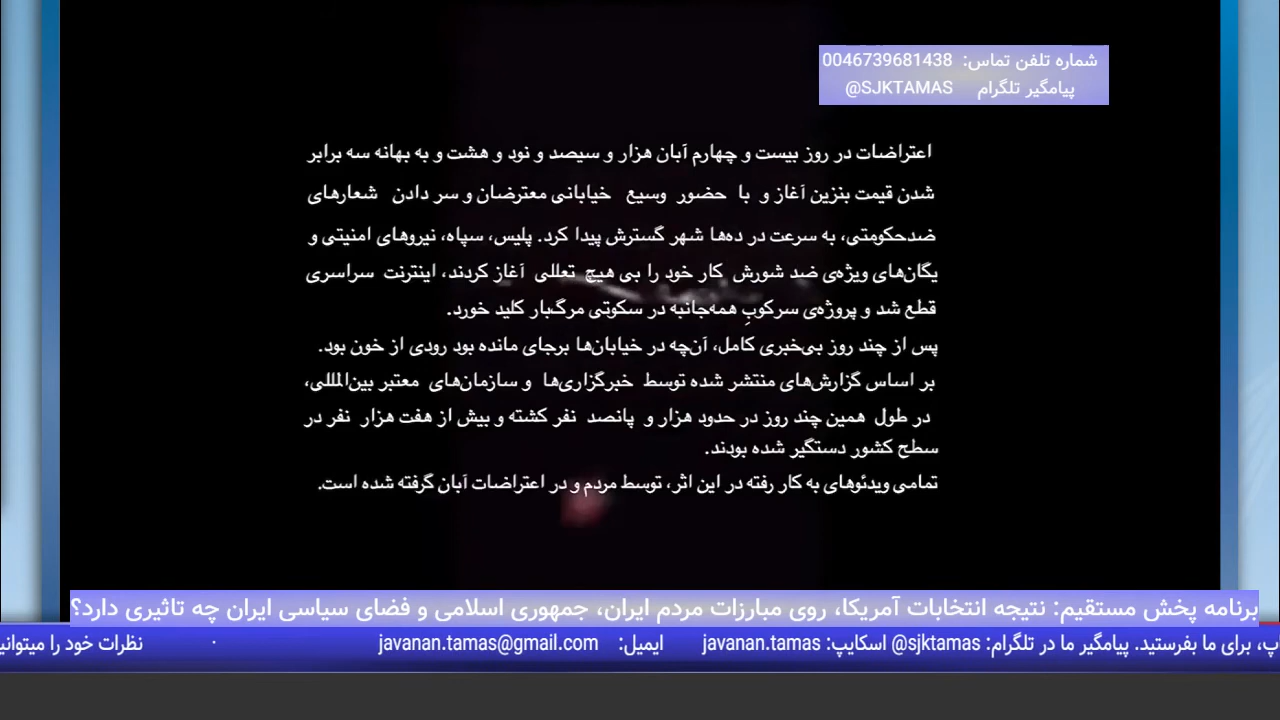 شماره تلفن تماس: 0046739681438
پیامگیر تلگرام @SJKTAMAS
اعتراضات در روز بیست و چهارم آبان هزار و سیصد و نود و هشت و به بهانه سه برابر
شدن قیمت بنزین آغاز و با حضور وسیع خیابانی معترضان و سر دادن شعارهای
ضدحکومتی، به سرعت در ده‌ها شهر گسترش پیدا کرد. پلیس، سپاه، نیروهای امنیتی و
یگان‌های ویژه‌ی ضد شورش کار خود را بی هیچ تعللی آغاز کردند، اینترنت سراسری
قطع شد و پروژه‌ی سرکوبِ همه‌جانبه در سکوتی مرگبار کلید خورد.
پس از چند روز بی‌خبری کامل، آن‌چه در خیابان‌ها برجای مانده بود رودی از خون بود.
بر اساس گزارش‌های منتشر شده توسط خبرگزاری‌ها و سازمان‌های معتبر بین‌المللی،
در طول همین چند روز در حدود هزار و پانصد نفر کشته و بیش از هفت هزار نفر در
سطح کشور دستگیر شده بودند.
تمامی ویدئوهای به کار رفته در این اثر، توسط مردم و در اعتراضات آبان گرفته شده است.
برنامه پخش مستقیم: نتیجه انتخابات آمریکا، روی مبارزات مردم ایران، جمهوری اسلامی و فضای سیاسی ایران چه تاثیری دارد؟
پ، برای ما بفرستید. پیامگیر ما در تلگرام: @sjktamas اسکایپ: javanan.tamas ایمیل: javanan.tamas@gmail.com · نظرات خود را میتوانی